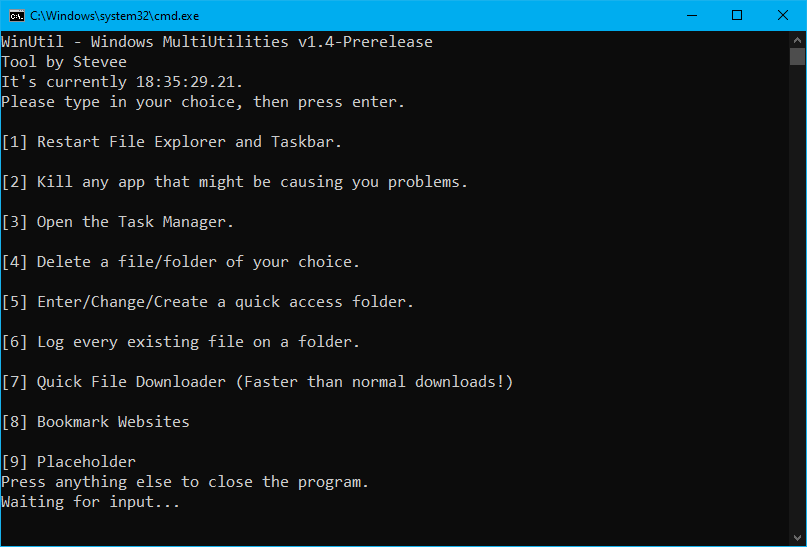 C:\Windows\system32\cmd.exe
WinUtil - Windows MultiUtilities v1.4-Prerelease
Tool by Stevee
It's currently 18:35:29.21.
Please type in your choice, then press enter.
[1] Restart File Explorer and Taskbar.
[2] Kill any app that might be causing you problems.
[3] Open the Task Manager.
[4] Delete a file/folder of your choice.
[5] Enter/Change/Create a quick access folder.
[6] Log every existing file on a folder.
[7] Quick File Downloader (Faster than normal downloads!)
[8] Bookmark Websites
[9] Placeholder
Press anything else to close the program.
Waiting for input...